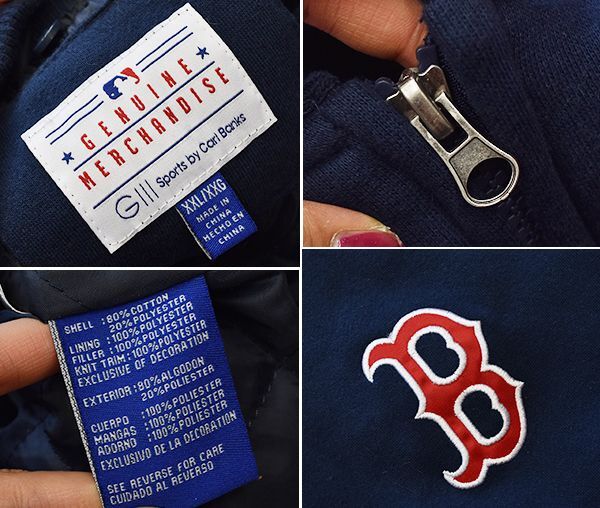 GENUINE
MERCHANDISE
GIII Sports by Carl Banks
XXL/XXG
MADE IN
CHINA
HECHO EN
CHINA
SHELL :80%COTTON
20%POLYESTER
LINING :100%POLYESTER
FILLER :100%POLYESTER
KNIT TRIM:100%POLYESTER
EXCLUSIVE OF DECORATION
EXTERIOR:80%ALGODON
20%POLIESTER
CUERPO :100%POLIESTER
MANGAS :100%POLIESTER
ADORNO :100%POLIESTER
EXCLUSIVO DE LA DECORATION
SEE REVERSE FOR CARE
CUIDADO AL REVERSO
B